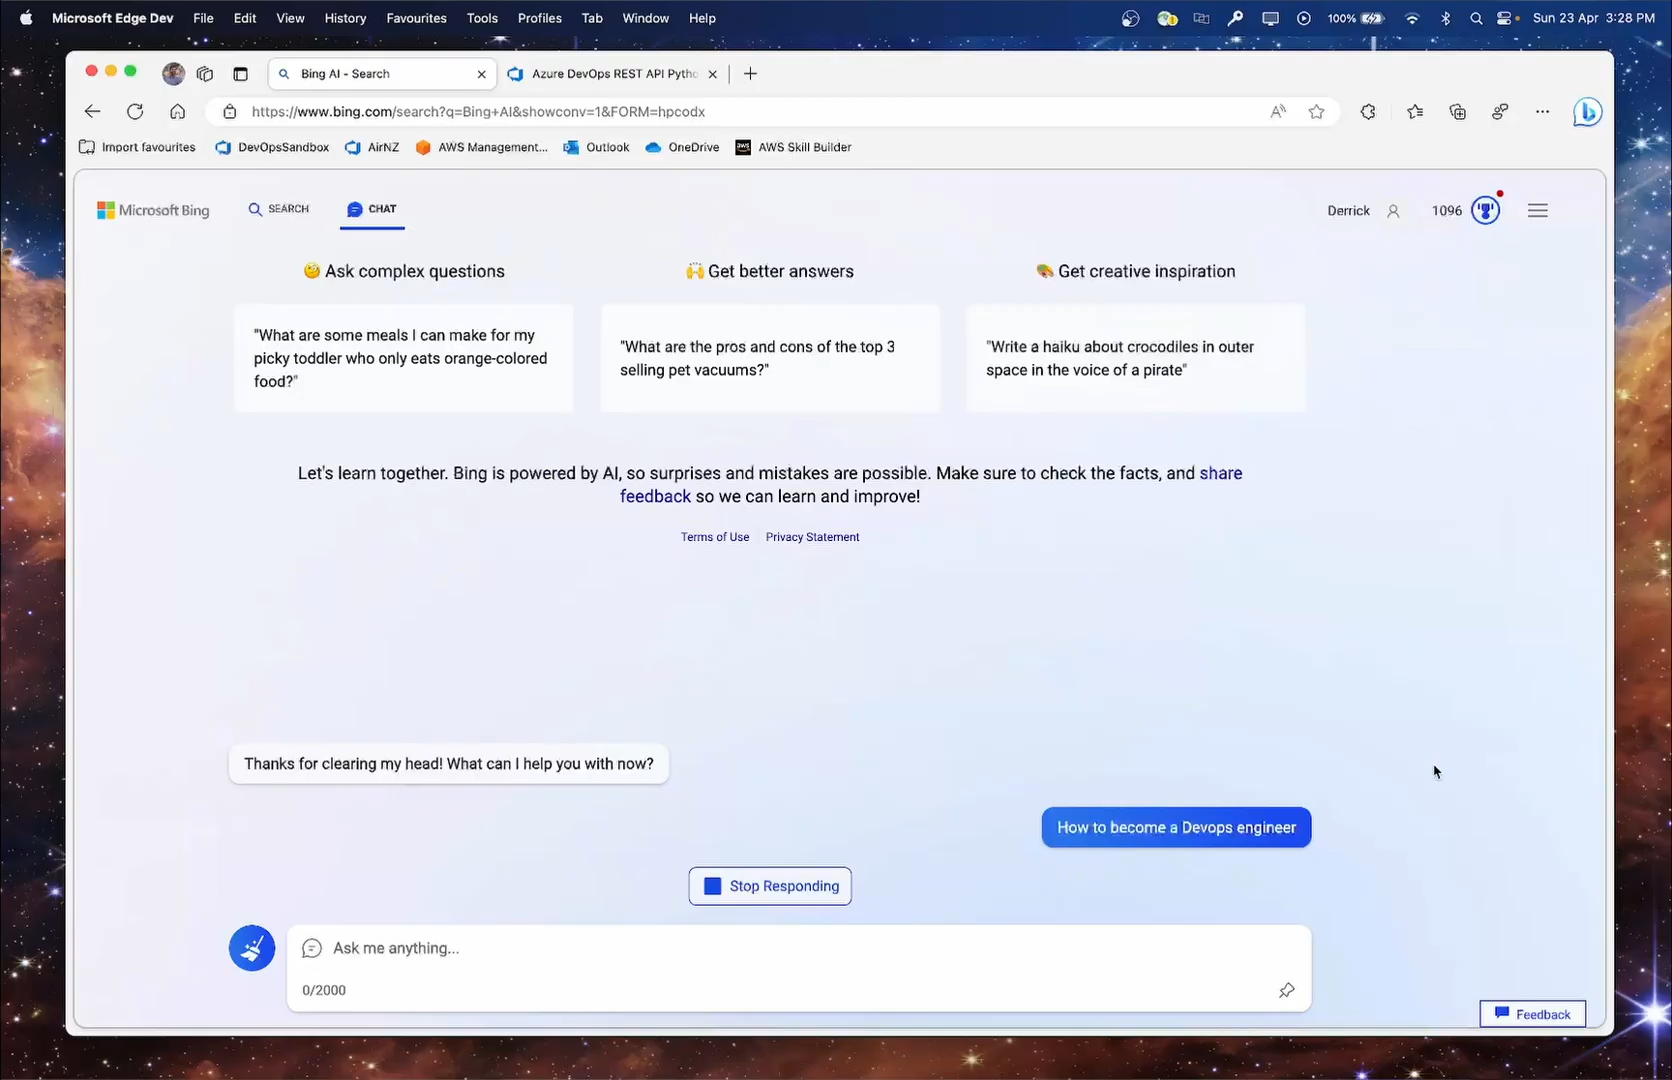 Microsoft Edge Dev File Edit View History Favourites Tools Profiles Tab Window Help 100% Sun 23 Apr 3:28 PM
Bing AI - Search Azure DevOps REST API Pytho
https://www.bing.com/search?q=Bing+AI&showconv=1&FORM=hpcodx
Import favourites DevOpsSandbox AirNZ AWS Management... Outlook OneDrive aws AWS Skill Builder
Microsoft Bing SEARCH CHAT Derrick 1096
Ask complex questions
Get better answers
Get creative inspiration
"What are some meals I can make for my
picky toddler who only eats orange-colored
food?"
"What are the pros and cons of the top 3
selling pet vacuums?"
"Write a haiku about crocodiles in outer
space in the voice of a pirate"
Let's learn together. Bing is powered by AI, so surprises and mistakes are possible. Make sure to check the facts, and share
feedback so we can learn and improve!
Terms of Use Privacy Statement
Thanks for clearing my head! What can I help you with now?
How to become a Devops engineer
Stop Responding
Ask me anything...
0/2000
Feedback